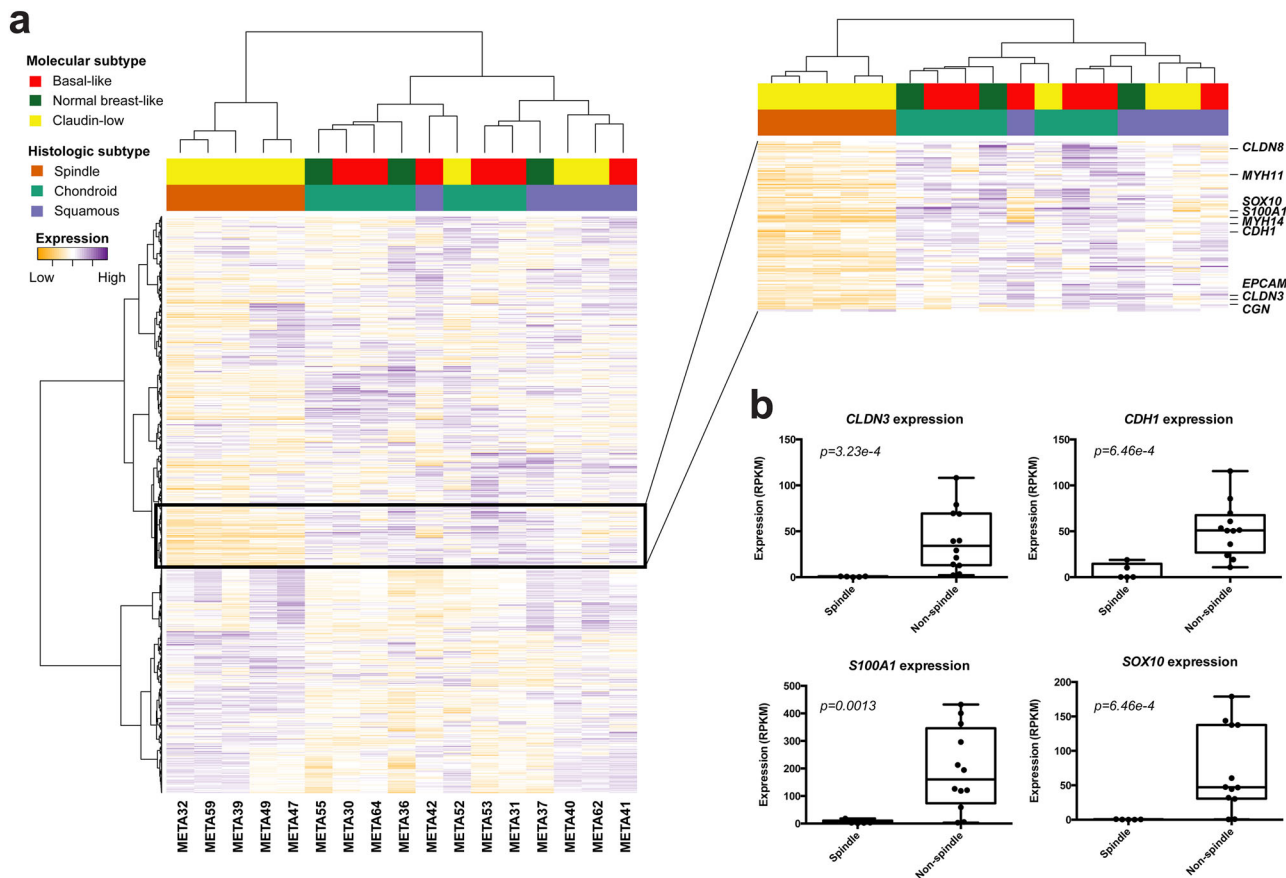 a
Molecular subtype
Basal-like
Normal breast-like
Claudin-low
Histologic subtype
Spindle
Chondroid
Squamous
Expression
Low High
META32 META59 META39 META49 META47 META55 META30 META64 META36 META42 META52 META53 META31 META37 META40 META62 META41
CLDN8
MYH11
SOX10
S100A1
MYH14
CDH1
EPCAM
CLDN3
CGN
b
CLDN3 expression
p=3.23e-4
Expression (RPKM)
150
100
50
0
Spindle Non-spindle
CDH1 expression
p=6.46e-4
Expression (RPKM)
150
100
50
0
Spindle Non-spindle
S100A1 expression
p=0.0013
Expression (RPKM)
500
400
300
200
100
0
Spindle Non-spindle
SOX10 expression
p=6.46e-4
Expression (RPKM)
200
150
100
50
0
Spindle Non-spindle